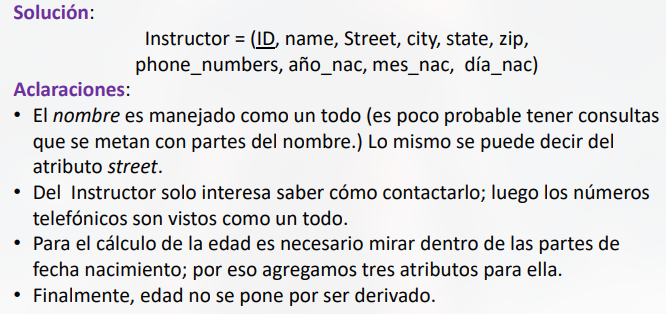 Solución:
Instructor = (ID, name, Street, city, state, zip,
phone_numbers, año_nac, mes_nac, día_nac)
Aclaraciones:
• El nombre es manejado como un todo (es poco probable tener consultas
que se metan con partes del nombre.) Lo mismo se puede decir del
atributo street.
• Del Instructor solo interesa saber cómo contactarlo; luego los números
telefónicos son vistos como un todo.
• Para el cálculo de la edad es necesario mirar dentro de las partes de
fecha nacimiento; por eso agregamos tres atributos para ella.
• Finalmente, edad no se pone por ser derivado.